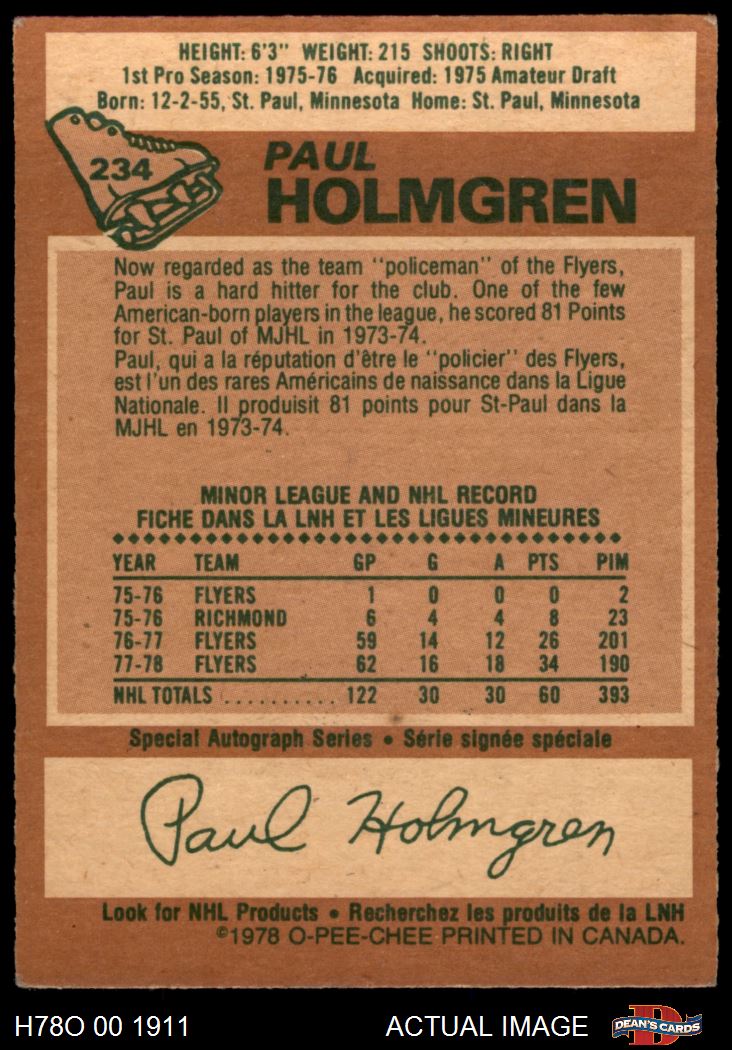 HEIGHT: 6'3" WEIGHT: 215 SHOOTS: RIGHT
1st Pro Season: 1975-76 Acquired: 1975 Amateur Draft
Born: 12-2-55, St. Paul, Minnesota Home: St. Paul, Minnesota
234
PAUL
HOLMGREN
Now regarded as the team "policeman" of the Flyers,
Paul is a hard hitter for the club. One of the few
American-born players in the league, he scored 81 Points
for St. Paul of MJHL in 1973-74.
Paul, qui a la réputation d'être le "policier" des Flyers,
est l'un des rares Américains de naissance dans la Ligue
Nationale. Il produisit 81 points pour St-Paul dans la
MJHL en 1973-74.
MINOR LEAGUE AND NHL RECORD
FICHE DANS LA LNH ET LES LIGUES MINEURES
YEAR TEAM GP G A PTS PIM
75-76 FLYERS 1 0 0 0 2
75-76 RICHMOND 6 4 4 8 23
76-77 FLYERS 59 14 12 26 201
77-78 FLYERS 62 16 18 34 190
NHL TOTALS .......... 122 30 30 60 393
Special Autograph Series • Série signée spéciale
Paul Holmgren
Look for NHL Products • Recherchez les produits de la LNH
©1978 O-PEE-CHEE PRINTED IN CANADA.
H78O 00 1911 ACTUAL IMAGE D DEAN'S CARDS